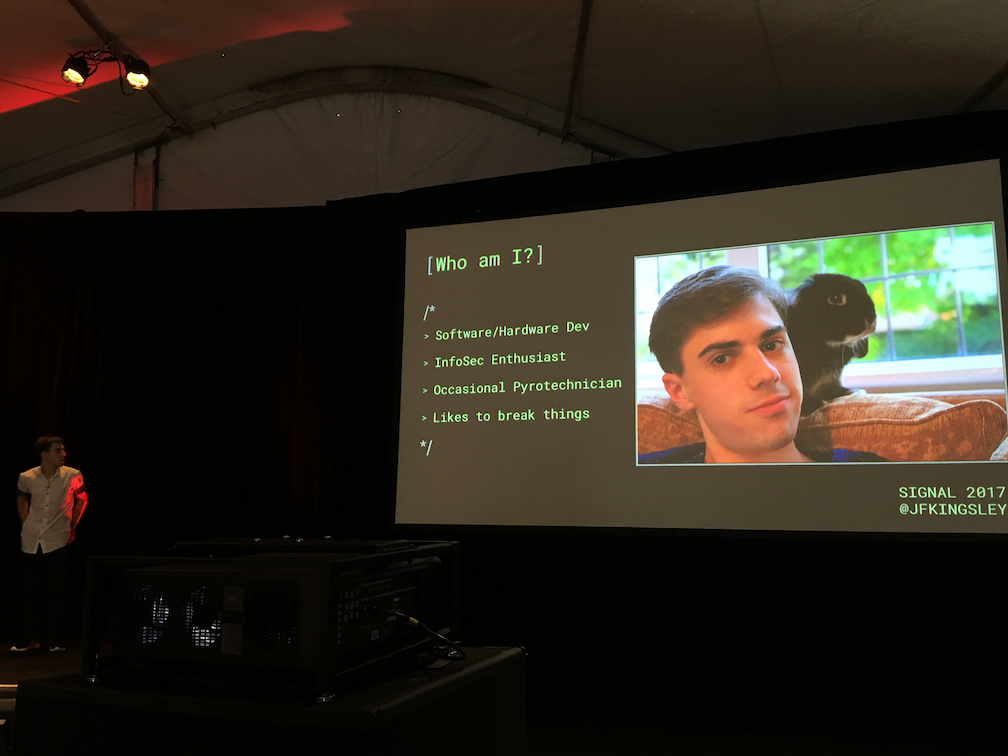 [Who am I?]
/*
> Software/Hardware Dev
> InfoSec Enthusiast
> Occasional Pyrotechnician
> Likes to break things
*/
SIGNAL 2017
@JFKINGSLEY